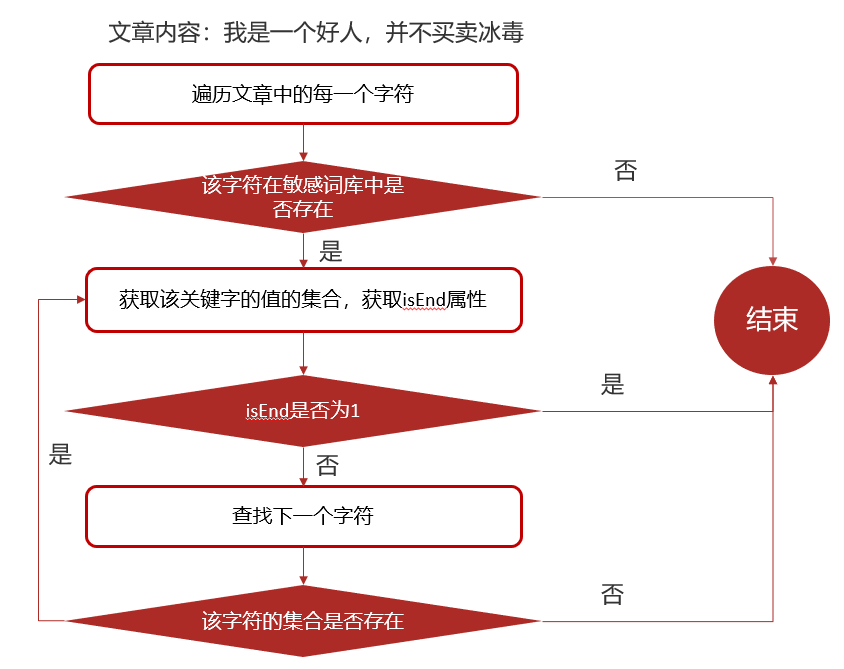 文章内容：我是一个好人，并不买卖冰毒
遍历文章中的每一个字符
该字符在敏感词库中是
否存在
否
是
获取该关键字的值的集合，获取isEnd属性
结束
isEnd是否为1
是
是
否
查找下一个字符
该字符的集合是否存在
否